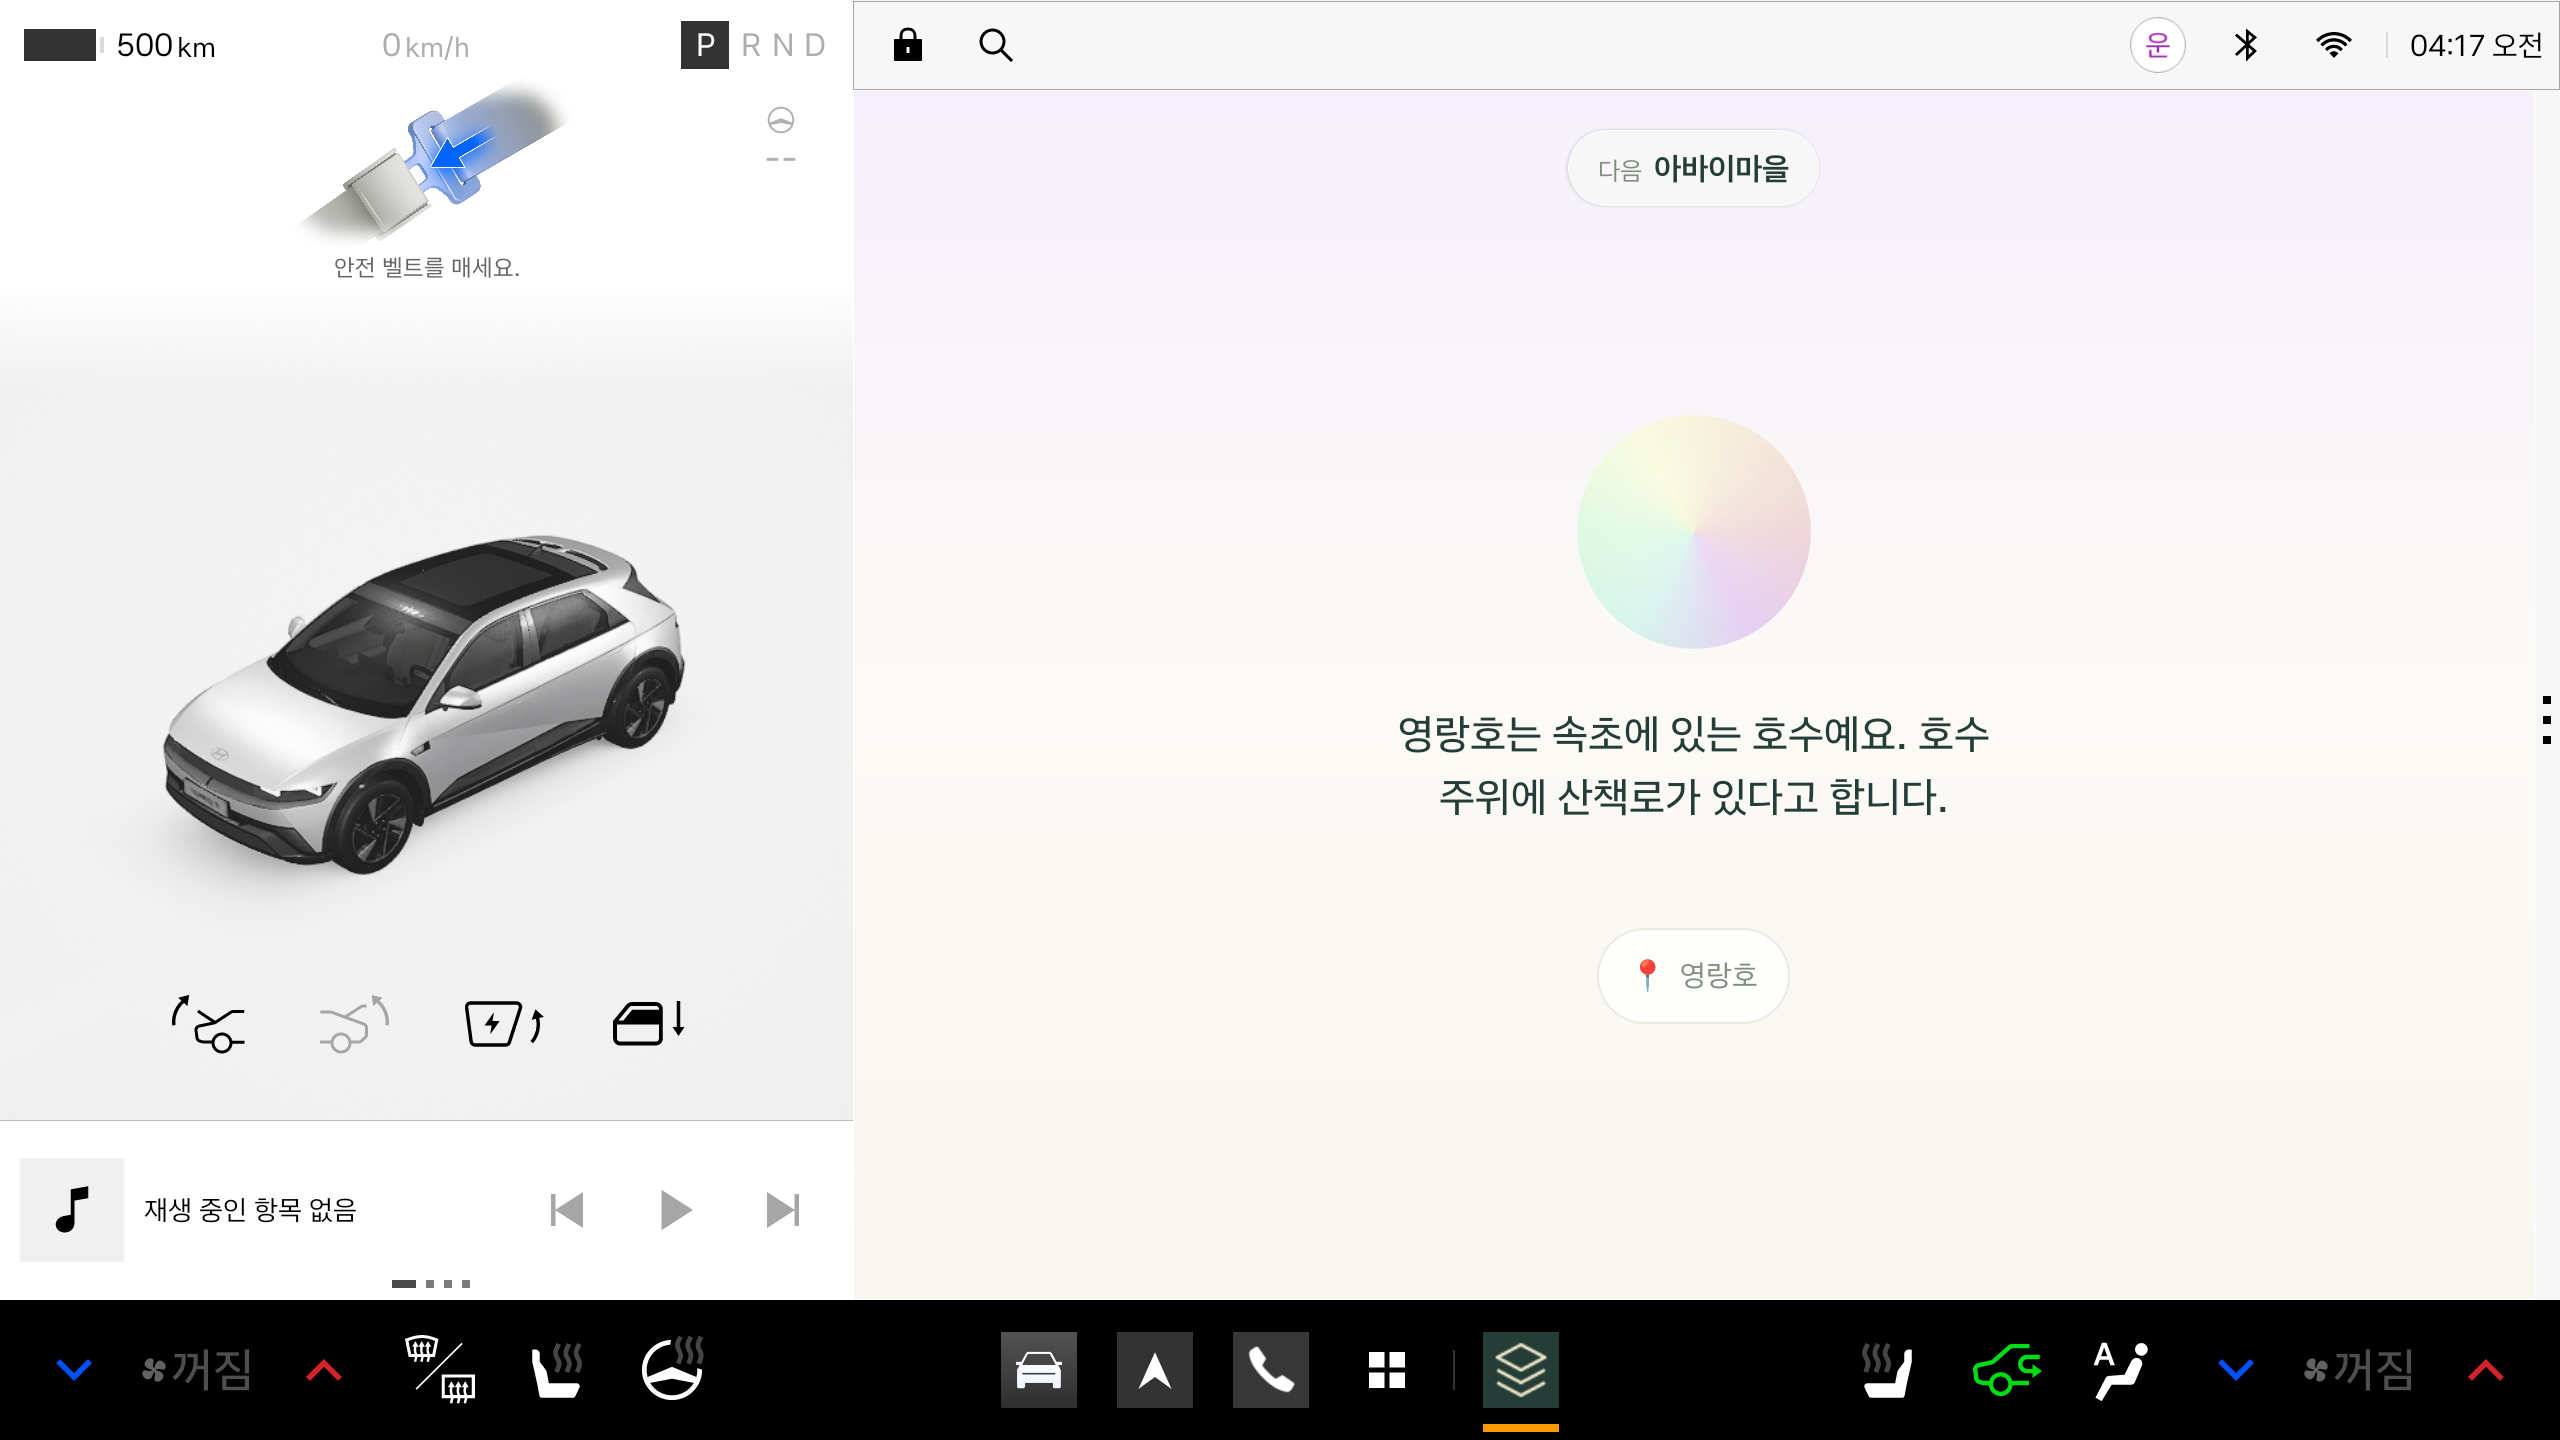 500 km
0 km/h
P R N D
운
04:17 오전
안전 벨트를 매세요.
다음 아바이마을
영랑호는 속초에 있는 호수예요. 호수
주위에 산책로가 있다고 합니다.
영랑호
재생 중인 항목 없음
꺼짐
A
꺼짐